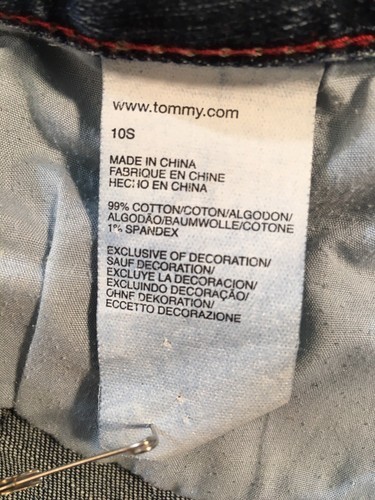 www.tommy.com
10S
MADE IN CHINA
FABRIQUE EN CHINE
HECHO EN CHINA
99% COTTON/COTON/ALGODON/
ALGODÃO/BAUMWOLLE/COTONE
1% SPANDEX
EXCLUSIVE OF DECORATION/
SAUF DECORATION/
EXCLUYE LA DECORACION/
EXCLUINDO DECORAÇÃO/
OHNE DEKORATION/
ECCETTO DECORAZIONE